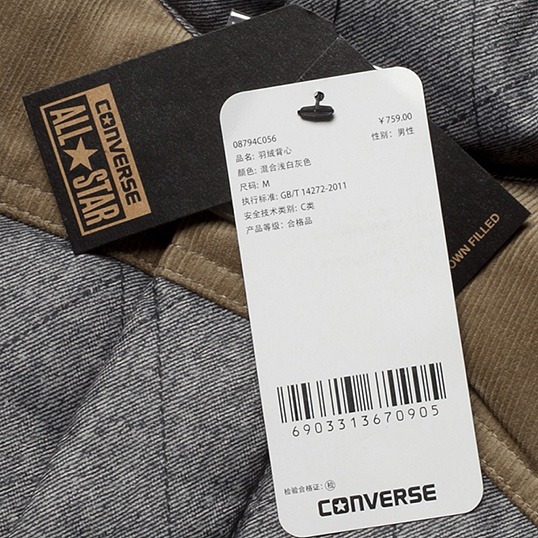 CONVERSE
ALL★STAR
OWN FILLED
08794C056
¥759.00
品名: 羽绒背心
性别: 男性
颜色: 混合浅白灰色
尺码: M
执行标准: GB/T 14272-2011
安全技术类别: C类
产品等级: 合格品
6903313670905
检验合格证: 检
CONVERSE